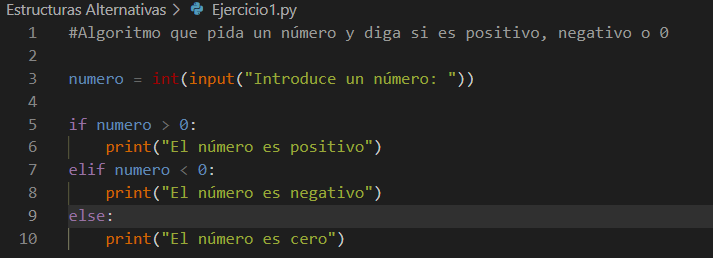 Estructuras Alternativas > Ejercicio1.py
1 #Algoritmo que pida un número y diga si es positivo, negativo o 0
2
3 numero = int(input("Introduce un número: "))
4
5 if numero > 0:
6     print("El número es positivo")
7 elif numero < 0:
8     print("El número es negativo")
9 else:
10     print("El número es cero")